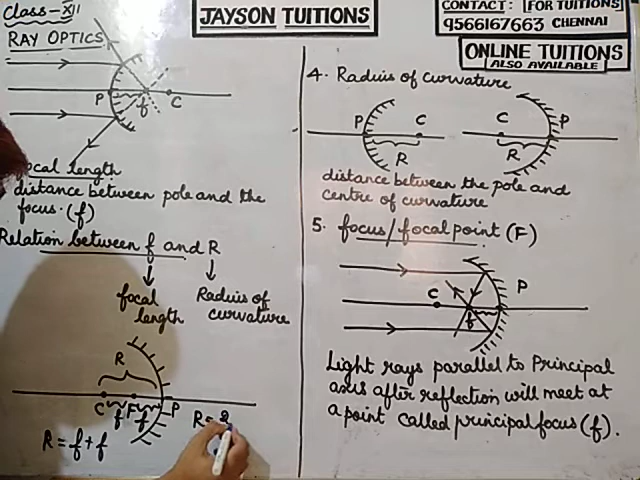 Class-XII
RAY OPTICS
JAYSON TUITIONS
CONTACT: FOR TUITIONS
9566167663 CHENNAI
ONLINE TUITIONS
ALSO AVAILABLE
P f C
ocal length
distance between pole and the
focus. (f)
Relation between f and R
focal
length
Radius of
curvature
R
C F P
f f
R = f + f
R = 2
4. Radius of curvature
P C
R
C P
R
distance between the pole and
centre of curvature
5. focus/focal point (F)
C f P
Light rays parallel to Principal
axis after reflection will meet at
a point called principal focus (f).